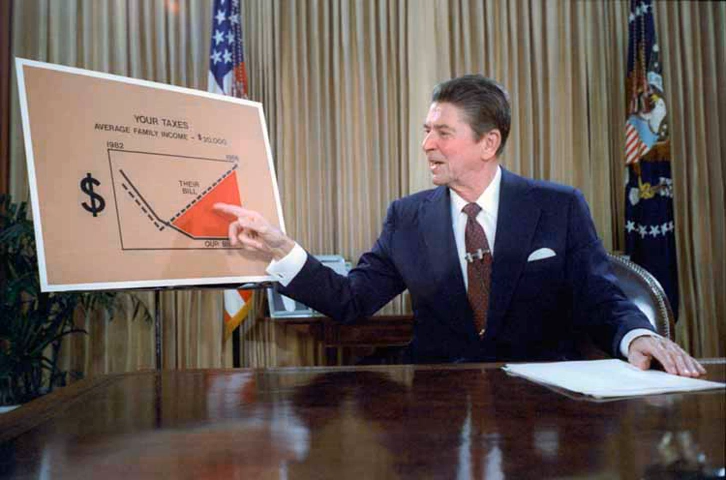 YOUR TAXES
AVERAGE FAMILY INCOME - $20,000
1982
1986
$
THEIR
BILL
OUR